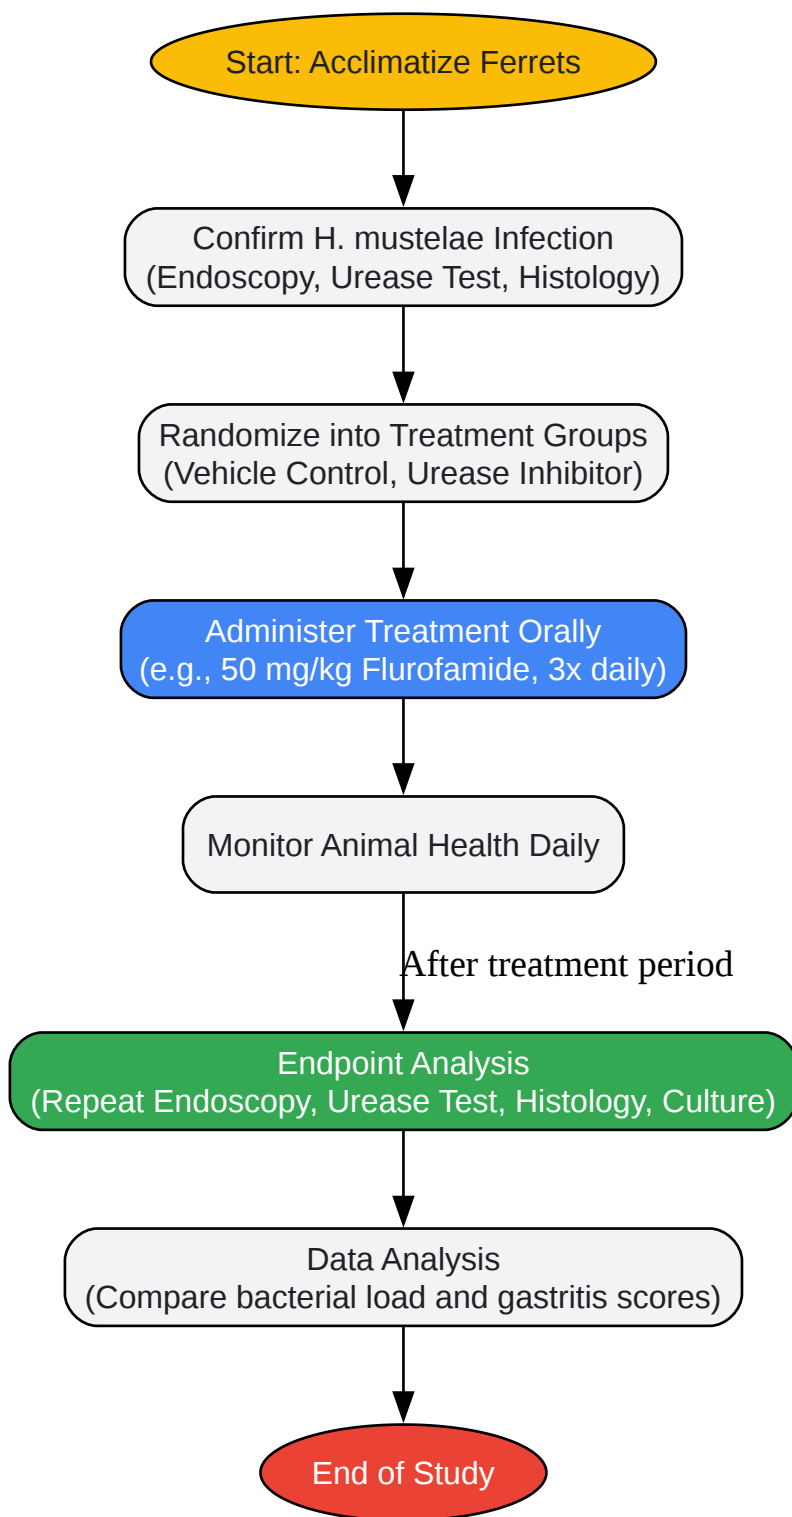 Start: Acclimatize Ferrets
Confirm H. mustelae Infection
(Endoscopy, Urease Test, Histology)
Randomize into Treatment Groups
(Vehicle Control, Urease Inhibitor)
Administer Treatment Orally
(e.g., 50 mg/kg Flurofamide, 3x daily)
Monitor Animal Health Daily
After treatment period
Endpoint Analysis
(Repeat Endoscopy, Urease Test, Histology, Culture)
Data Analysis
(Compare bacterial load and gastritis scores)
End of Study